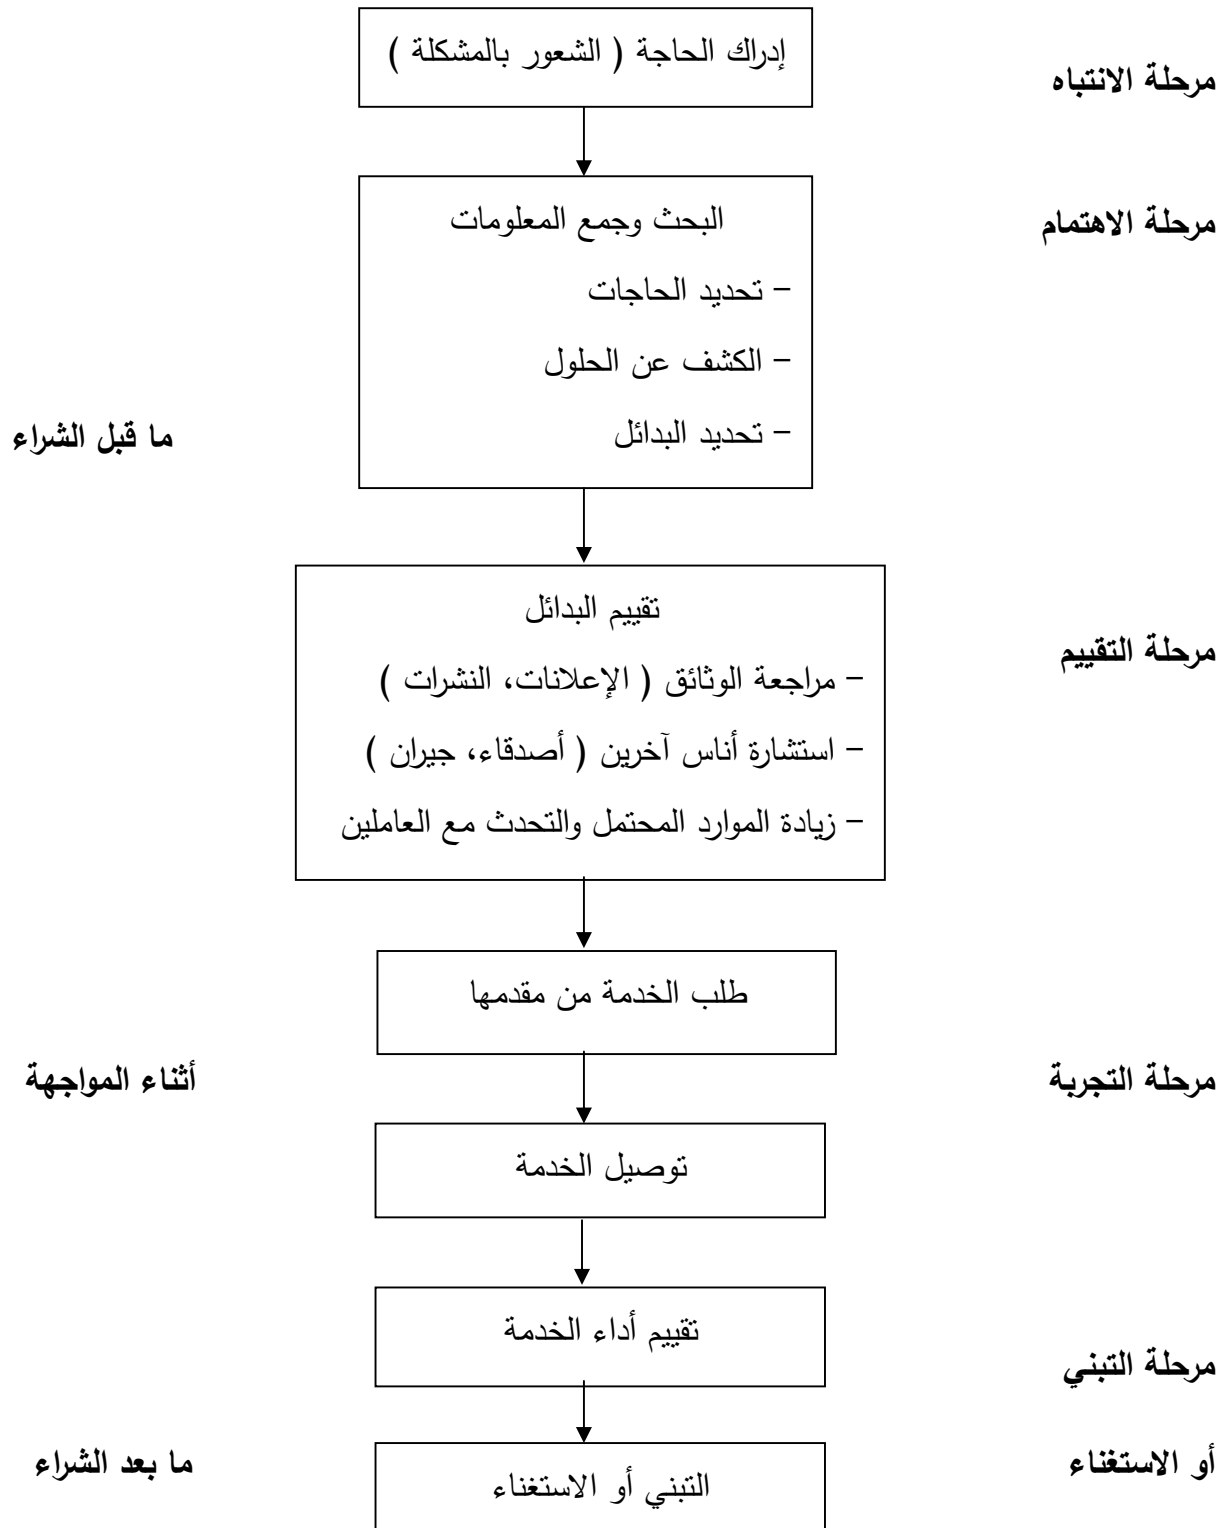 إدراك الحاجة ( الشعور بالمشكلة )
مرحلة الانتباه
البحث وجمع المعلومات
مرحلة الاهتمام
– تحديد الحاجات
– الكشف عن الحلول
– تحديد البدائل
ما قبل الشراء
تقييم البدائل
مرحلة التقييم
– مراجعة الوثائق ( الإعلانات، النشرات )
– استشارة أناس آخرين ( أصدقاء، جيران )
– زيادة الموارد المحتمل والتحدث مع العاملين
طلب الخدمة من مقدمها
مرحلة التجربة
أثناء المواجهة
توصيل الخدمة
تقييم أداء الخدمة
مرحلة التبني
أو الاستغناء
التبني أو الاستغناء
ما بعد الشراء